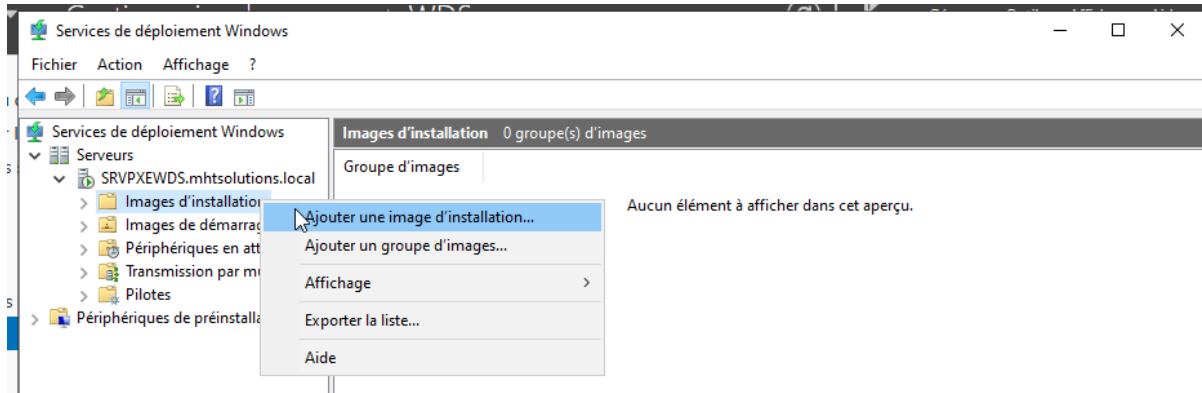 Services de déploiement Windows
Fichier Action Affichage ?
Services de déploiement Windows
Serveurs
SRVPXEWDS.mhtsolutions.local
Images d'installation
Images de démarrag
Périphériques en att
Transmission par mu
Pilotes
Périphériques de préinstalla
Images d'installation 0 groupe(s) d'images
Groupe d'images
Aucun élément à afficher dans cet aperçu.
Ajouter une image d'installation...
Ajouter un groupe d'images...
Affichage
Exporter la liste...
Aide